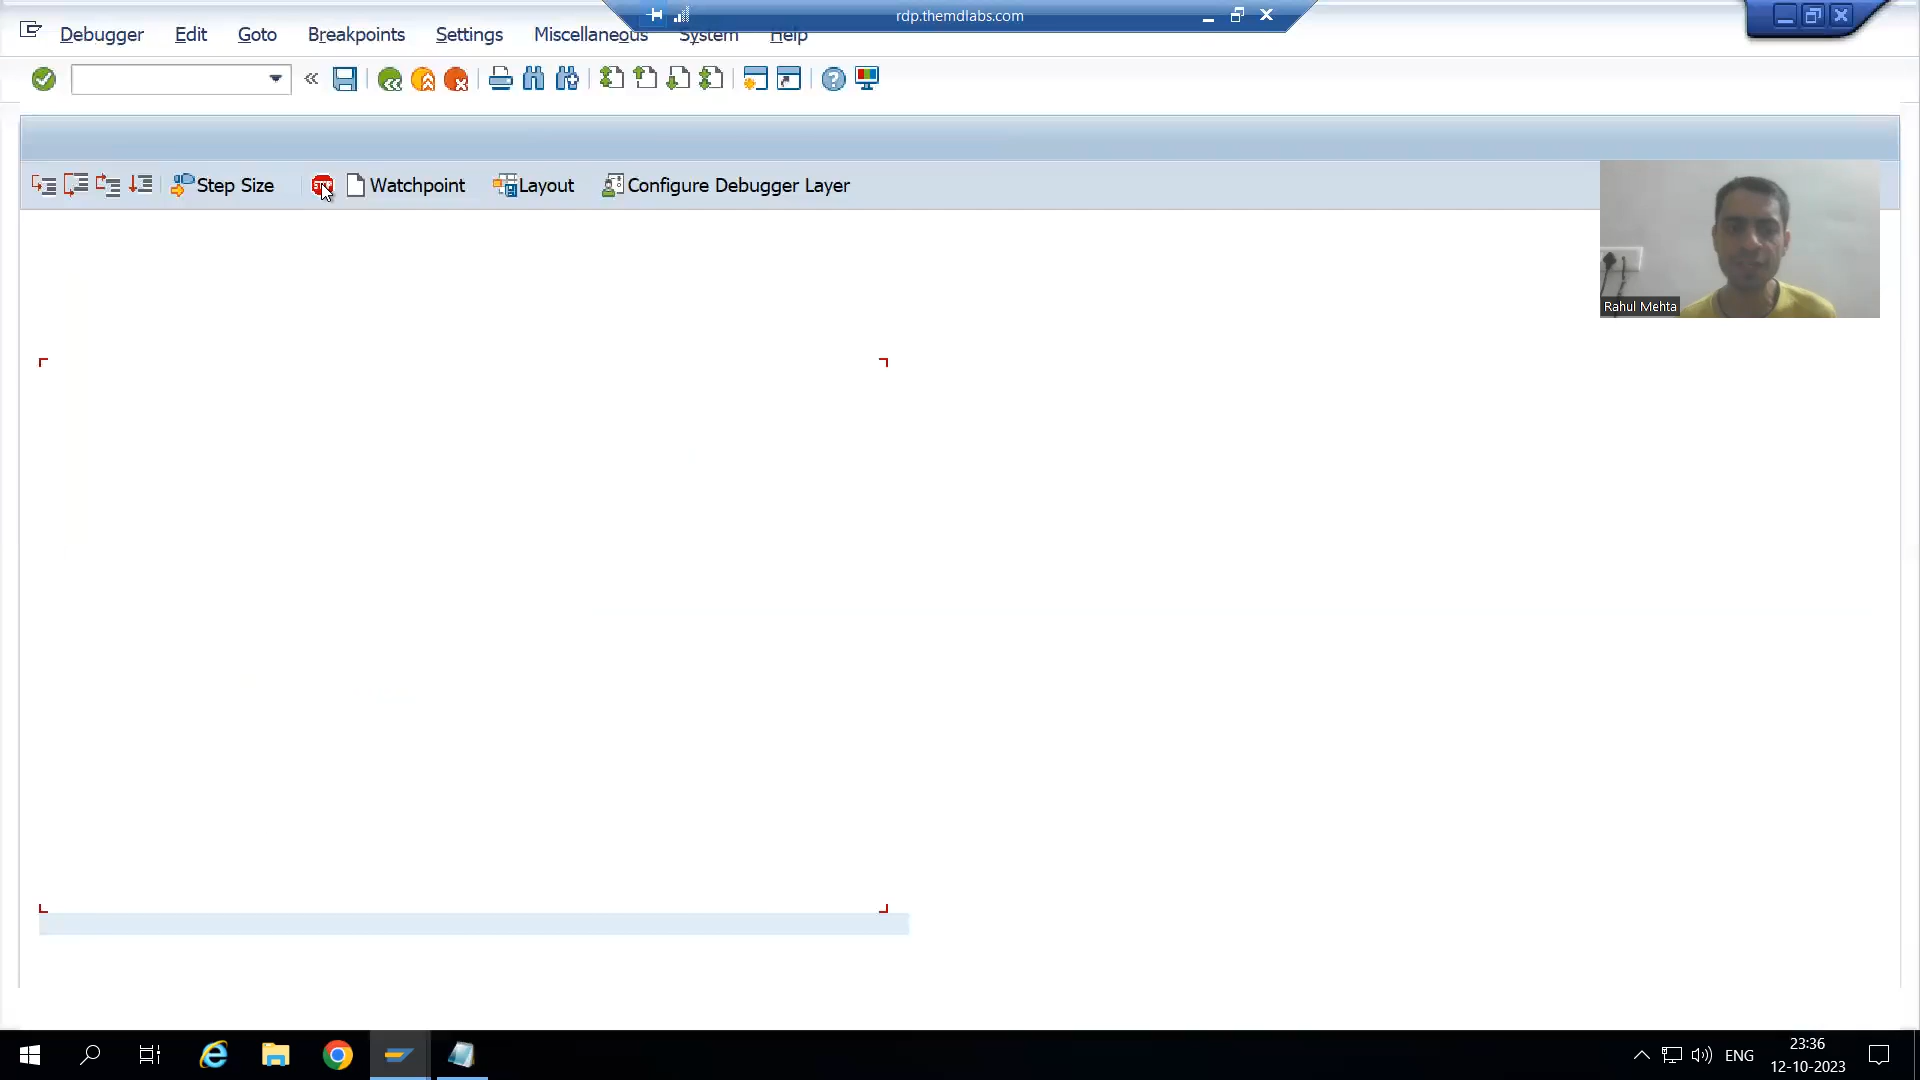 rdp.themdlabs.com
Debugger Edit Goto Breakpoints Settings Miscellaneous System Help
STOP
Step Size Watchpoint Layout Configure Debugger Layer
Rahul Mehta
ENG
23:36
12-10-2023